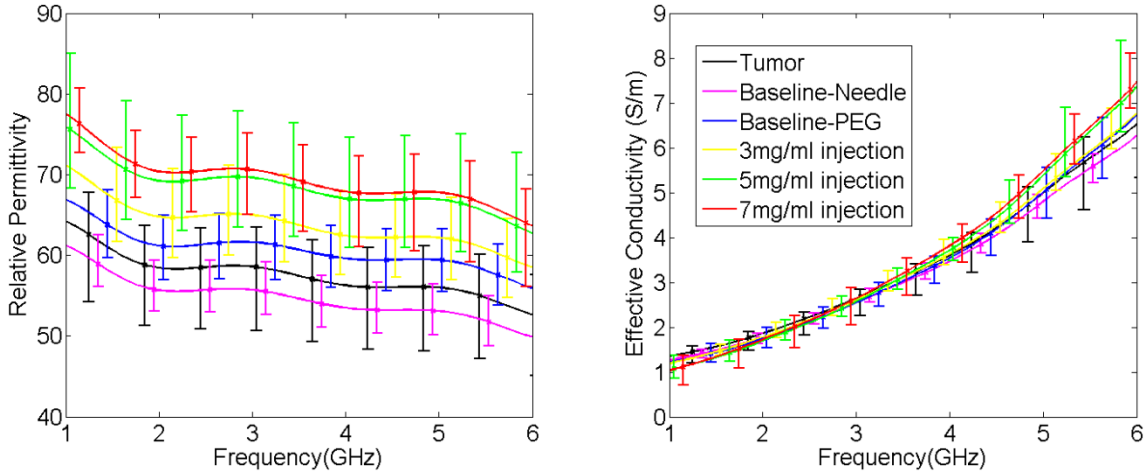 90
80
70
60
50
40
Relative Permittivity
1 2 3 4 5 6
Frequency(GHz)
9
8
7
6
5
4
3
2
1
0
Effective Conductivity (S/m)
Tumor
Baseline-Needle
Baseline-PEG
3mg/ml injection
5mg/ml injection
7mg/ml injection
1 2 3 4 5 6
Frequency(GHz)